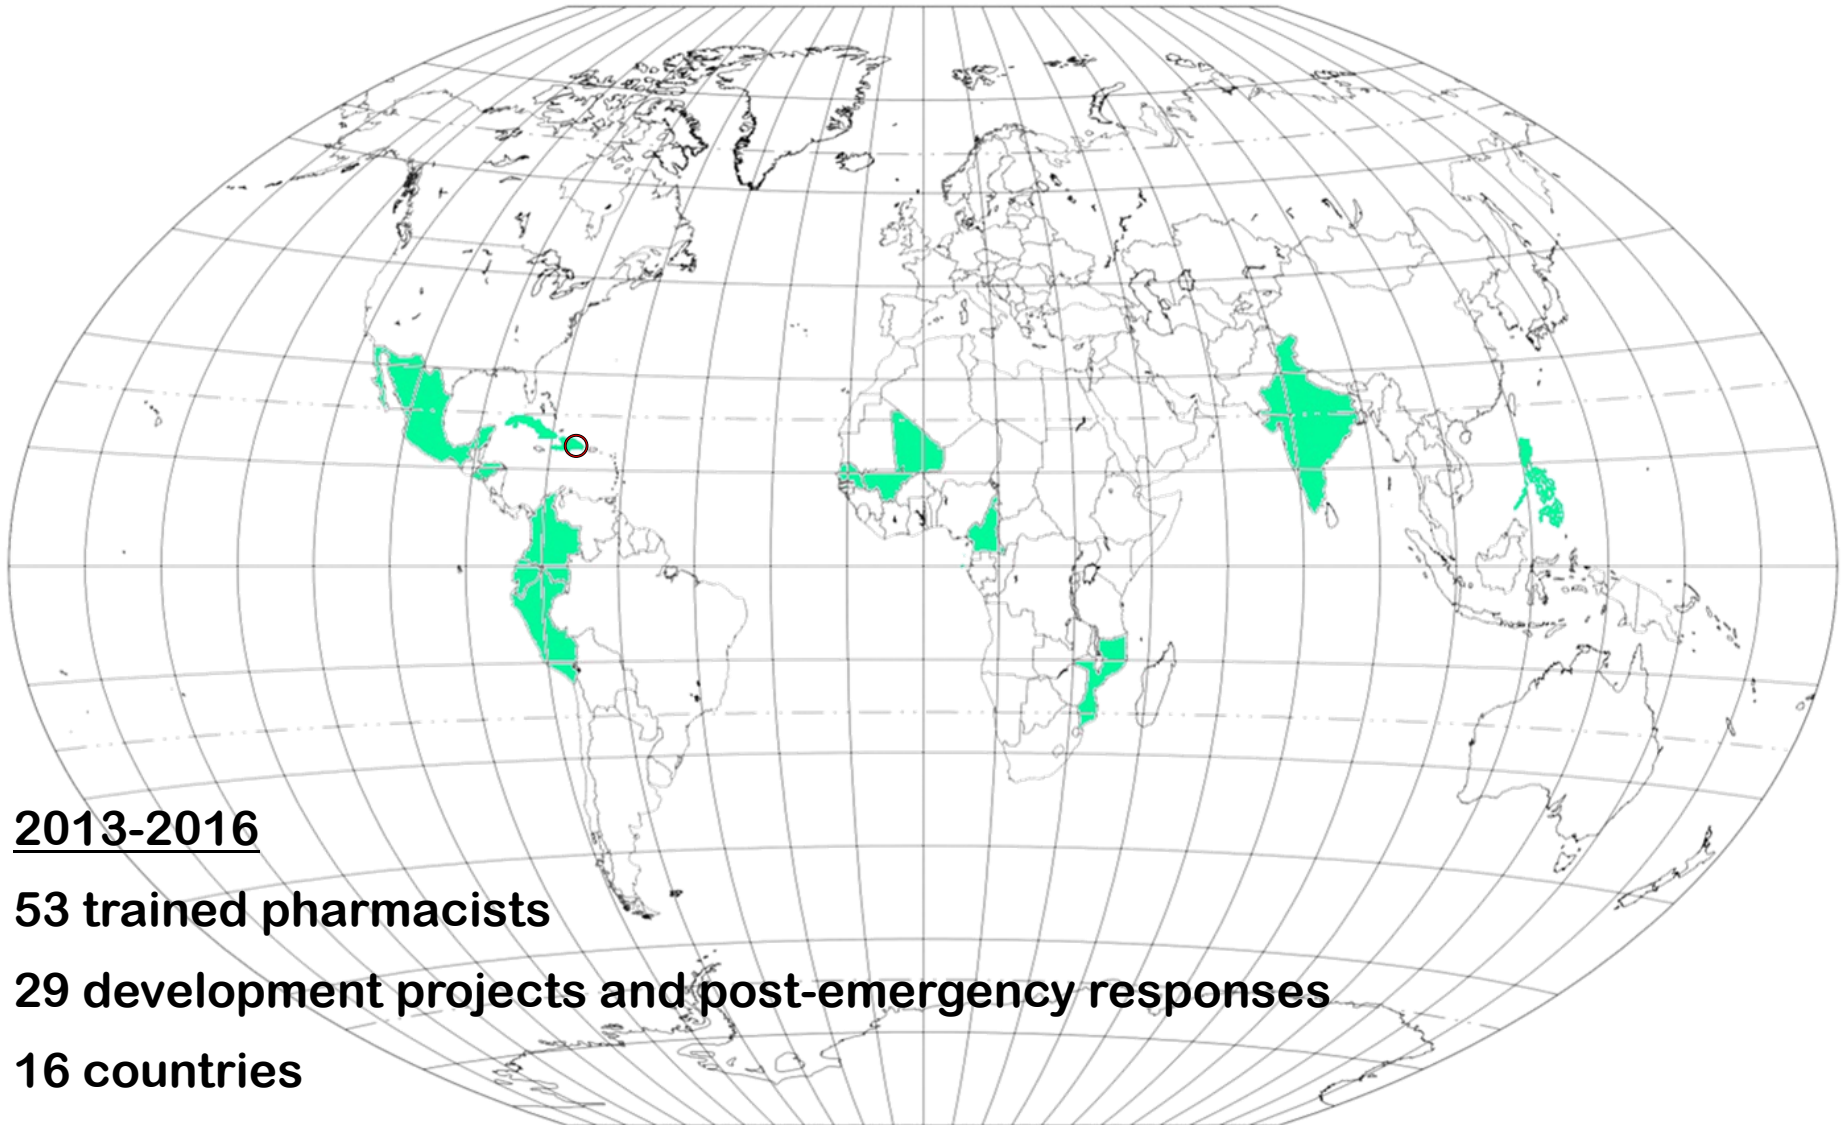 2013-2016
53 trained pharmacists
29 development projects and post-emergency responses
16 countries